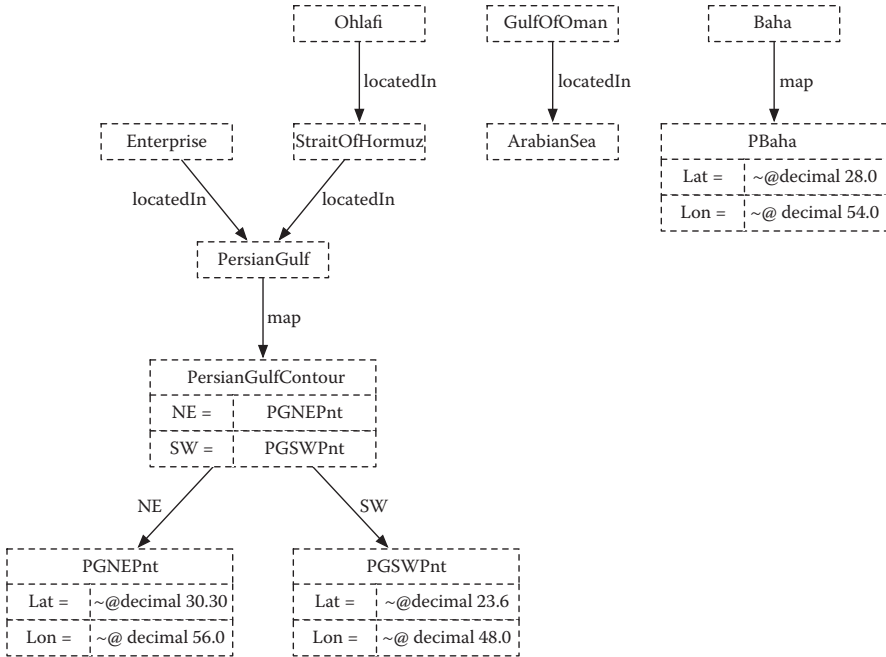 Ohlafi
GulfOfOman
Baha
locatedIn
locatedIn
map
Enterprise
StraitOfHormuz
ArabianSea
PBaha
Lat = ~@decimal 28.0
Lon = ~@ decimal 54.0
locatedIn
locatedIn
PersianGulf
map
PersianGulfContour
NE = PGNEPnt
SW = PGSWPnt
NE
SW
PGNEPnt
Lat = ~@decimal 30.30
Lon = ~@ decimal 56.0
PGSWPnt
Lat = ~@decimal 23.6
Lon = ~@ decimal 48.0